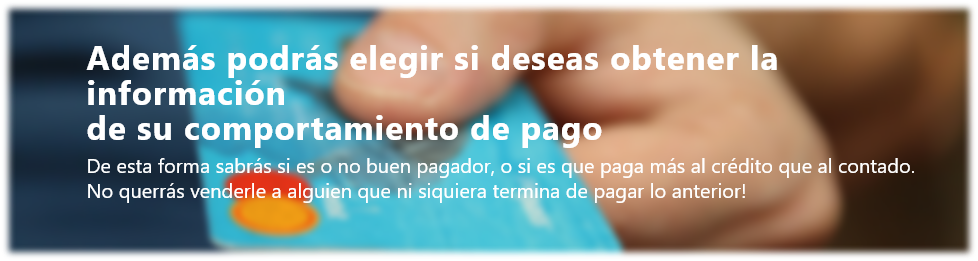 Además podrás elegir si deseas obtener la
información
de su comportamiento de pago
De esta forma sabrás si es o no buen pagador, o si es que paga más al crédito que al contado.
No querrás venderle a alguien que ni siquiera termina de pagar lo anterior!